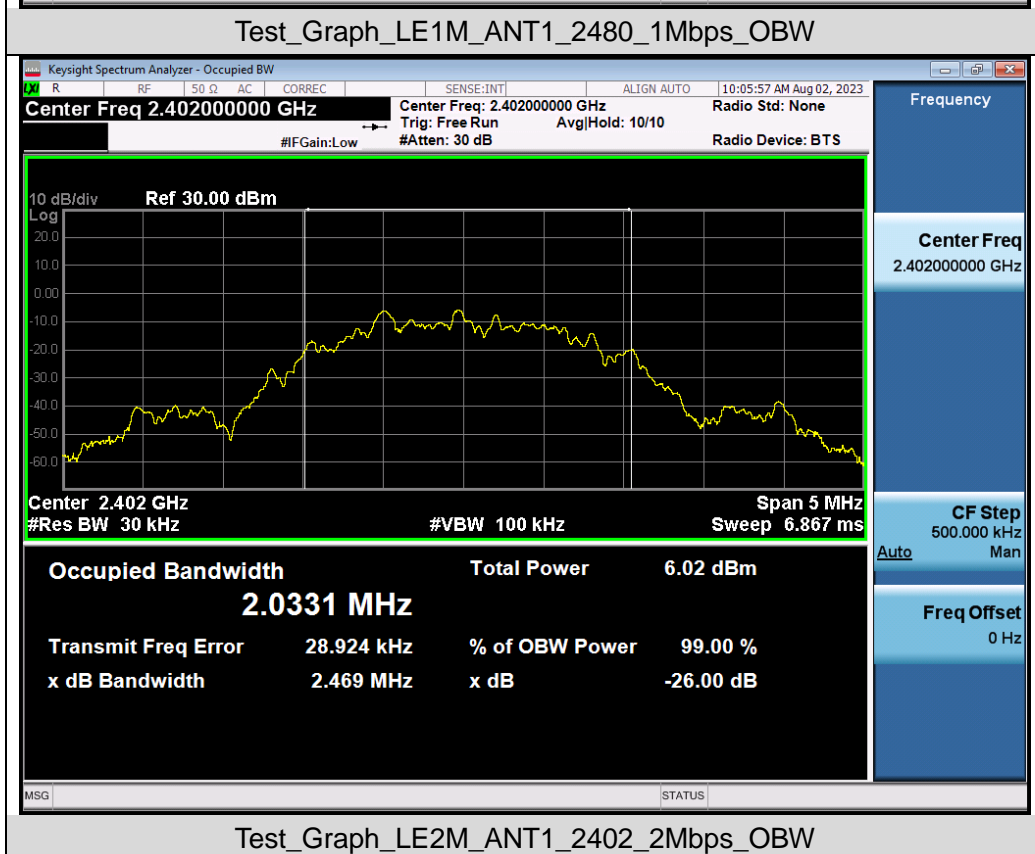 Test_Graph_LE1M_ANT1_2480_1Mbps_OBW
Keysight Spectrum Analyzer - Occupied BW
LXI R RF 50 Ω AC CORREC SENSE:INT ALIGN AUTO 10:05:57 AM Aug 02, 2023
Center Freq 2.402000000 GHz Center Freq: 2.402000000 GHz Radio Std: None Frequency
Trig: Free Run Avg|Hold: 10/10
#IFGain:Low #Atten: 30 dB Radio Device: BTS
10 dB/div Ref 30.00 dBm
Log
20.0
10.0
0.00
-10.0
-20.0
-30.0
-40.0
-50.0
-60.0
Center 2.402 GHz Span 5 MHz
#Res BW 30 kHz #VBW 100 kHz Sweep 6.867 ms
Center Freq
2.402000000 GHz
CF Step
500.000 kHz
Auto Man
Freq Offset
0 Hz
Occupied Bandwidth Total Power 6.02 dBm
2.0331 MHz
Transmit Freq Error 28.924 kHz % of OBW Power 99.00 %
x dB Bandwidth 2.469 MHz x dB -26.00 dB
MSG STATUS
Test_Graph_LE2M_ANT1_2402_2Mbps_OBW